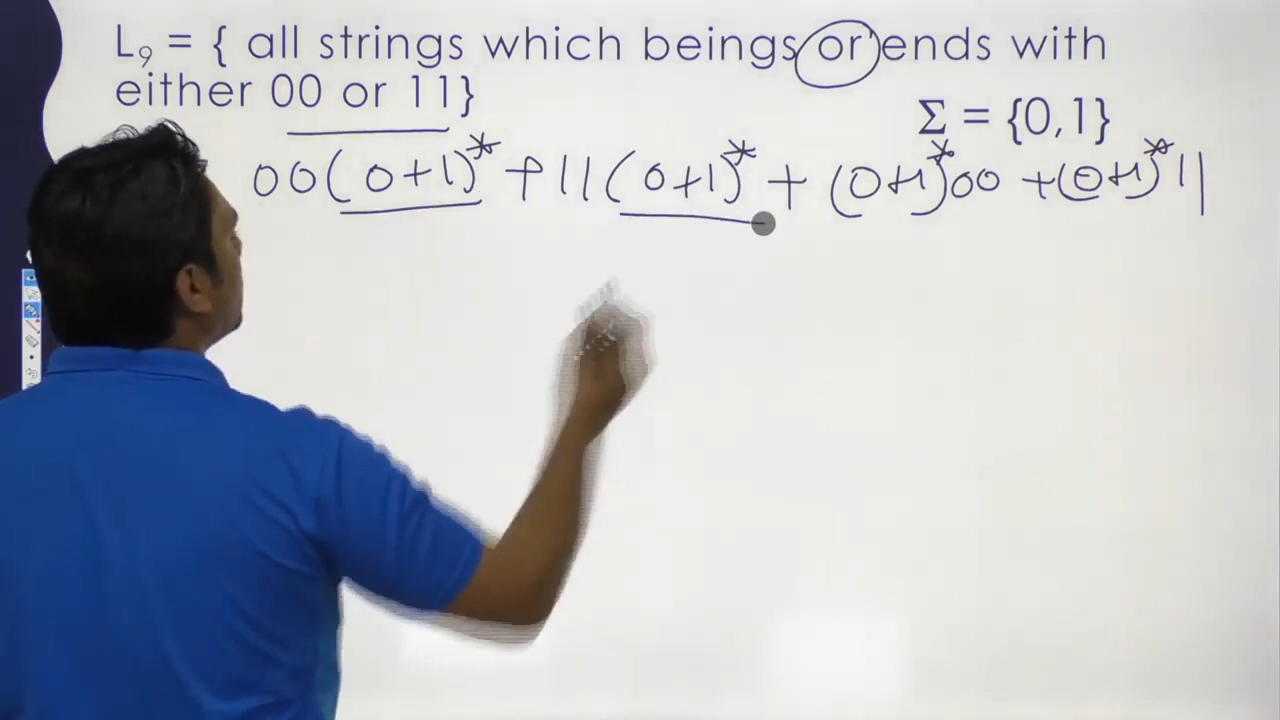 L₉ = { all strings which beings or ends with
either 00 or 11}
Σ = {0,1}
00(0+1)* + 11(0+1)* + (0+1)*00 + (0+1)*11